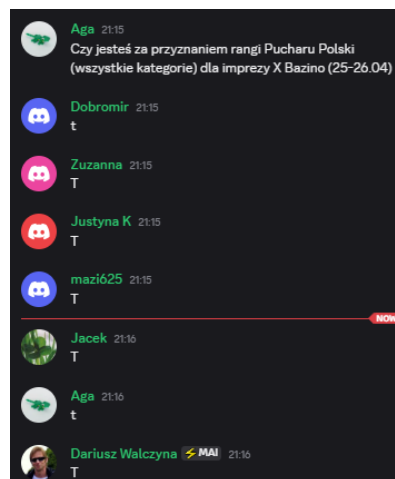 Aga 21:15
Czy jesteś za przyznaniem rangi Pucharu Polski
(wszystkie kategorie) dla imprezy X Bazino (25-26.04)
Dobromir 21:15
t
Zuzanna 21:15
T
Justyna K 21:15
T
mazi625 21:15
T
Jacek 21:16
T
Aga 21:16
t
Dariusz Walczyna MAI 21:16
T